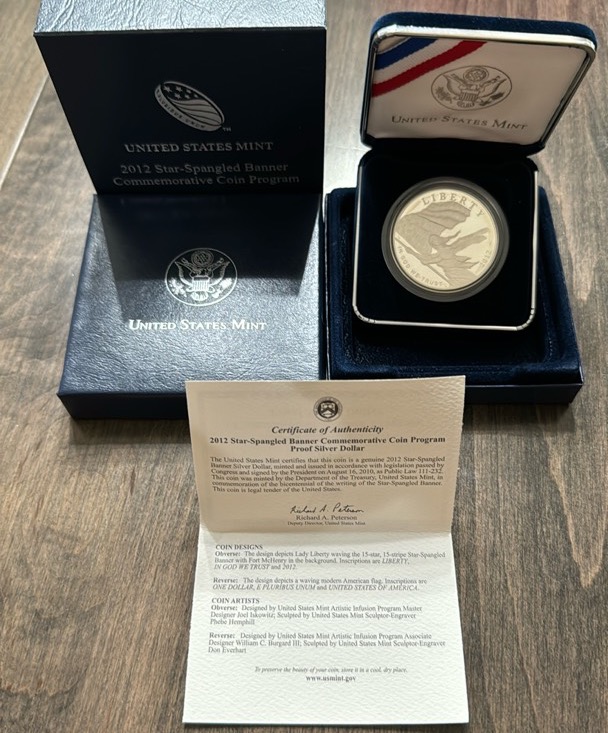 UNITED STATES MINT
2012 Star-Spangled Banner
Commemorative Coin Program
UNITED STATES MINT
UNITED STATES MINT
LIBERTY
IN GOD WE TRUST
2012
Certificate of Authenticity
2012 Star-Spangled Banner Commemorative Coin Program
Proof Silver Dollar
The United States Mint certifies that this coin is a genuine 2012 Star-Spangled
Banner Silver Dollar, minted and issued in accordance with legislation passed by
Congress and signed by the President on August 16, 2010, as Public Law 111-232.
This coin was minted by the Department of the Treasury, United States Mint, in
commemoration of the bicentennial of the writing of the Star-Spangled Banner.
This coin is legal tender of the United States.
Richard A. Peterson
Richard A. Peterson
Deputy Director, United States Mint
COIN DESIGNS
Obverse: The design depicts Lady Liberty waving the 15-star, 15-stripe Star-Spangled
Banner with Fort McHenry in the background. Inscriptions are LIBERTY,
IN GOD WE TRUST and 2012.
Reverse: The design depicts a waving modern American flag. Inscriptions are
ONE DOLLAR, E PLURIBUS UNUM and UNITED STATES OF AMERICA.
COIN ARTISTS
Obverse: Designed by United States Mint Artistic Infusion Program Master
Designer Joel Iskowitz; Sculpted by United States Mint Sculptor-Engraver
Phebe Hemphill
Reverse: Designed by United States Mint Artistic Infusion Program Associate
Designer William C. Burgard III; Sculpted by United States Mint Sculptor-Engraver
Don Everhart
To preserve the beauty of your coin, store it in a cool, dry place.
www.usmint.gov